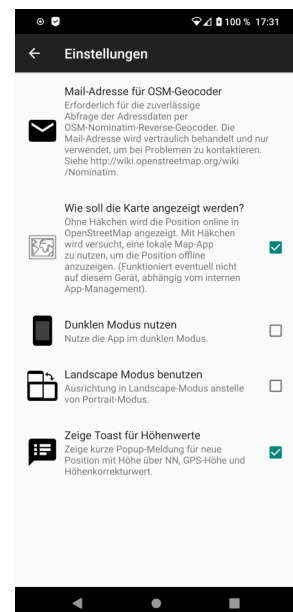 100 % 17:31
Einstellungen
Mail-Adresse für OSM-Geocoder
Erforderlich für die zuverlässige
Abfrage der Adressdaten per
OSM-Nominatim-Reverse-Geocoder. Die
Mail-Adresse wird vertraulich behandelt und nur
verwendet, um bei Problemen zu kontaktieren.
Siehe http://wiki.openstreetmap.org/wiki
/Nominatim.
Wie soll die Karte angezeigt werden?
Ohne Häkchen wird die Position online in
OpenStreetMap angezeigt. Mit Häkchen
wird versucht, eine lokale Map-App
zu nutzen, um die Position offline
anzuzeigen. (Funktioniert eventuell nicht
auf diesem Gerät, abhängig vom internen
App-Management).
Dunklen Modus nutzen
Nutze die App im dunklen Modus.
Landscape Modus benutzen
Ausrichtung in Landscape-Modus anstelle
von Portrait-Modus.
Zeige Toast für Höhenwerte
Zeige kurze Popup-Meldung für neue
Position mit Höhe über NN, GPS-Höhe und
Höhenkorrekturwert.